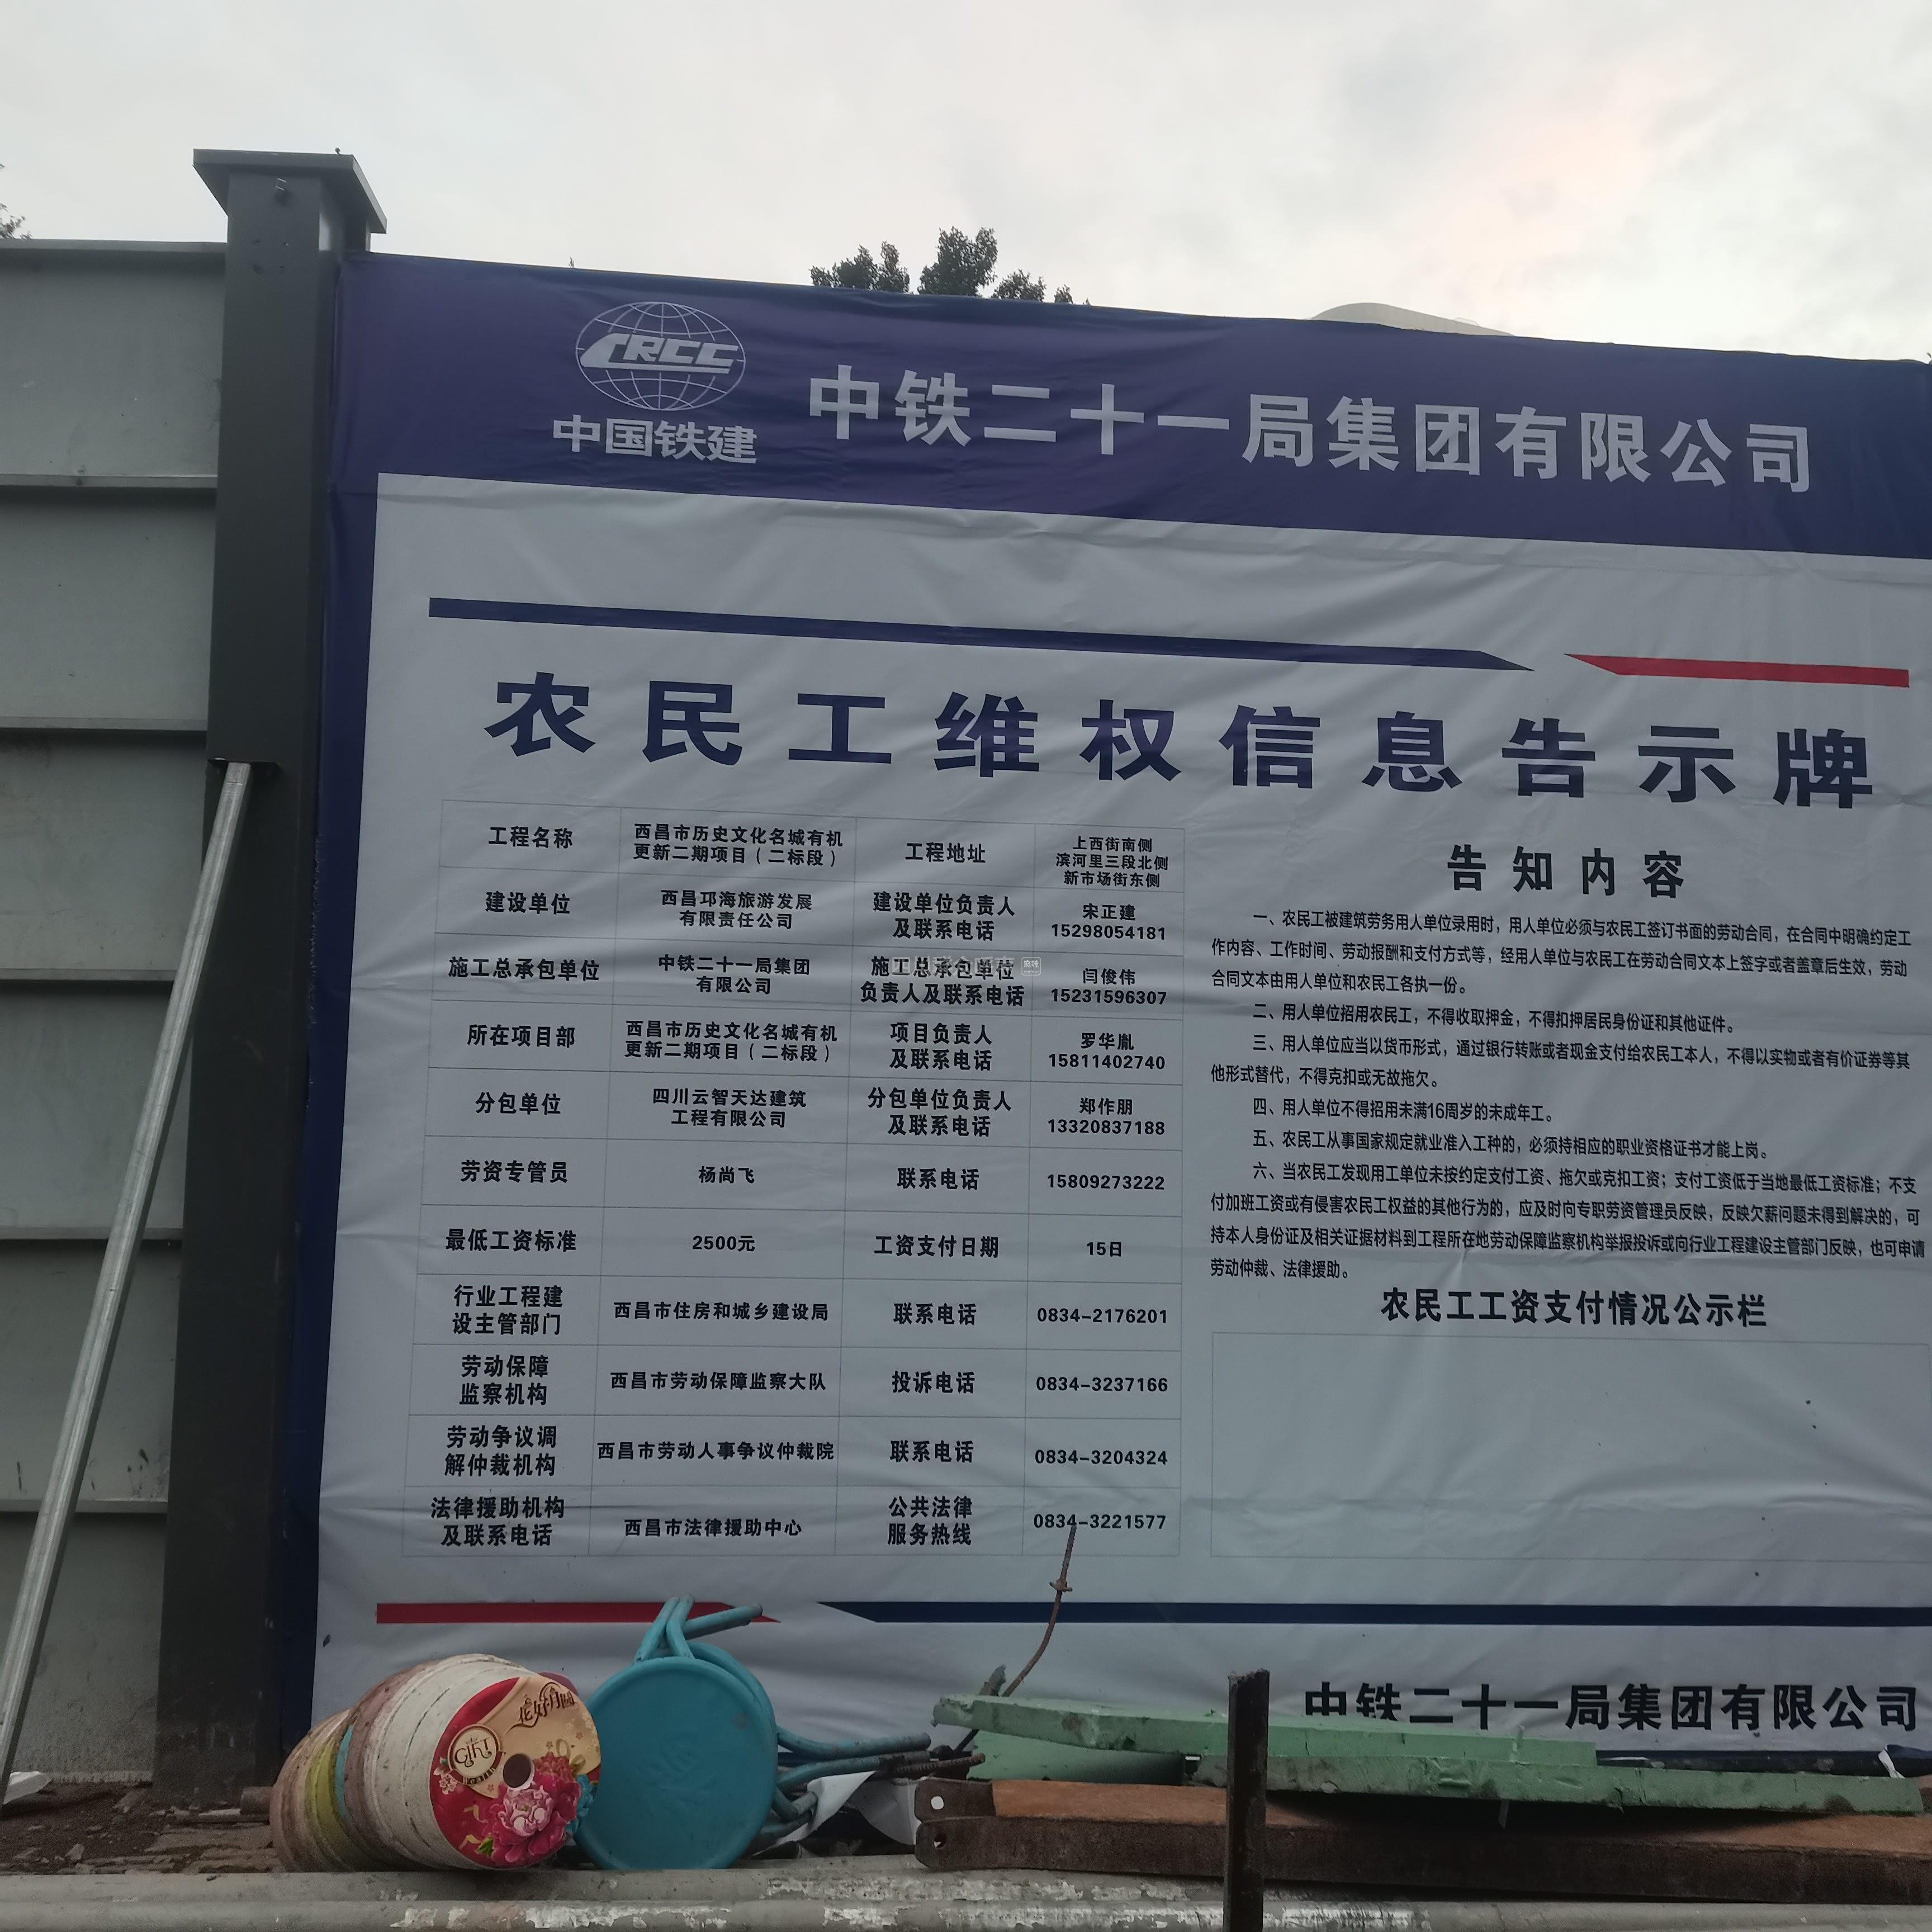 CRCC
中国铁建
中铁二十一局集团有限公司
农民工维权信息告示牌
工程名称
西昌市历史文化名城有机
更新二期项目（二标段）
工程地址
上西街南侧
滨河里三段北侧
新市场街东侧
建设单位
西昌邛海旅游发展
有限责任公司
建设单位负责人
及联系电话
宋正建
15298054181
施工总承包单位
中铁二十一局集团
有限公司
施工总承包单位
负责人及联系电话
闫俊伟
15231596307
所在项目部
西昌市历史文化名城有机
更新二期项目（二标段）
项目负责人
及联系电话
罗华胤
15811402740
分包单位
四川云智天达建筑
工程有限公司
分包单位负责人
及联系电话
郑作朋
13320837188
劳资专管员
杨尚飞
联系电话
15809273222
最低工资标准
2500元
工资支付日期
15日
行业工程建
设主管部门
西昌市住房和城乡建设局
联系电话
0834-2176201
劳动保障
监察机构
西昌市劳动保障监察大队
投诉电话
0834-3237166
劳动争议调
解仲裁机构
西昌市劳动人事争议仲裁院
联系电话
0834-3204324
法律援助机构
及联系电话
西昌市法律援助中心
公共法律
服务热线
0834-3221577
告知内容
一、农民工被建筑劳务用人单位录用时，用人单位必须与农民工签订书面的劳动合同，在合同中明确约定工
作内容、工作时间、劳动报酬和支付方式等，经用人单位与农民工在劳动合同文本上签字或者盖章后生效，劳动
合同文本由用人单位和农民工各执一份。
二、用人单位招用农民工，不得收取押金，不得扣押居民身份证和其他证件。
三、用人单位应当以货币形式，通过银行转账或者现金支付给农民工本人，不得以实物或者有价证券等其
他形式替代，不得克扣或无故拖欠。
四、用人单位不得招用未满16周岁的未成年工。
五、农民工从事国家规定就业准入工种的，必须持相应的职业资格证书才能上岗。
六、当农民工发现用工单位未按约定支付工资、拖欠或克扣工资；支付工资低于当地最低工资标准；不支
付加班工资或有侵害农民工权益的其他行为的，应及时向专职劳资管理员反映，反映欠薪问题未得到解决的，可
持本人身份证及相关证据材料到工程所在地劳动保障监察机构举报投诉或向行业工程建设主管部门反映，也可申请
劳动仲裁、法律援助。
农民工工资支付情况公示栏
中铁二十一局集团有限公司
花好月圆
GIFT